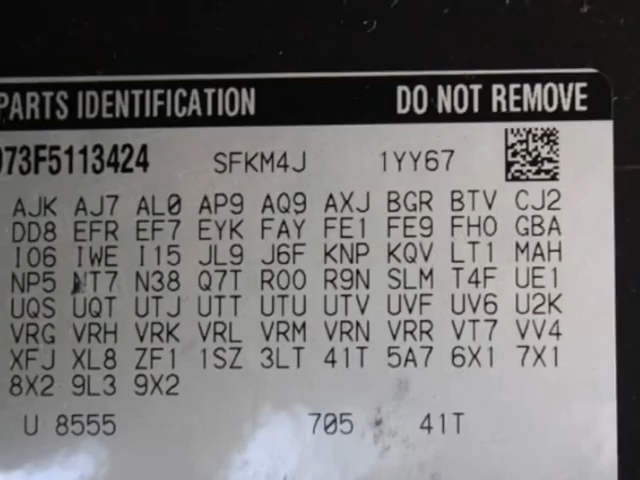 PARTS IDENTIFICATION DO NOT REMOVE
073F5113424 SFKM4J 1YY67
AJK AJ7 AL0 AP9 AQ9 AXJ BGR BTV CJ2
DD8 EFR EF7 EYK FAY FE1 FE9 FHO GBA
I06 IWE I15 JL9 J6F KNP KQV LT1 MAH
NP5 NT7 N38 Q7T R00 R9N SLM T4F UE1
UQS UQT UTJ UTT UTU UTV UVF UV6 U2K
VRG VRH VRK VRL VRM VRN VRR VT7 VV4
XFJ XL8 ZF1 1SZ 3LT 41T 5A7 6X1 7X1
8X2 9L3 9X2
U 8555 705 41T